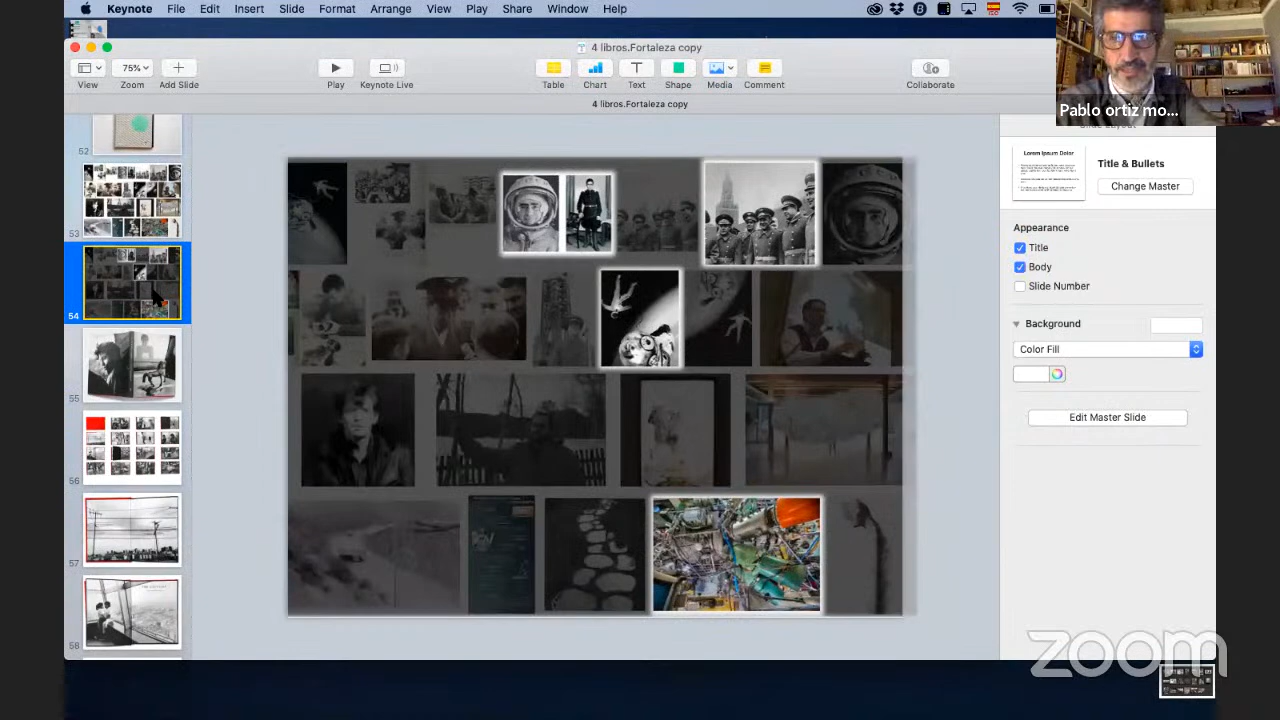 Keynote File Edit Insert Slide Format Arrange View Play Share Window Help
4 libros.Fortaleza copy
75%
View Zoom Add Slide Play Keynote Live Table Chart Text Shape Media Comment Collaborate
4 libros.Fortaleza copy
Pablo ortiz mo...
52
53
54
55
56
57
58
Lorem Ipsum Dolor
Title & Bullets
Change Master
Appearance
Title
Body
Slide Number
Background
Color Fill
Edit Master Slide
zoom